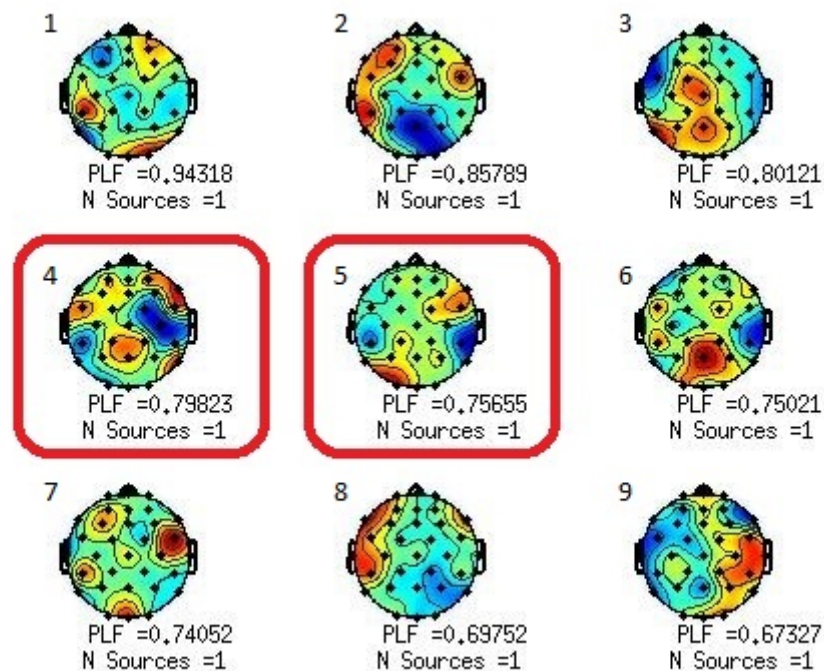 1
2
3
PLF =0.94318
N Sources =1
PLF =0.85789
N Sources =1
PLF =0.80121
N Sources =1
4
5
6
PLF =0.79823
N Sources =1
PLF =0.75655
N Sources =1
PLF =0.75021
N Sources =1
7
8
9
PLF =0.74052
N Sources =1
PLF =0.69752
N Sources =1
PLF =0.67327
N Sources =1